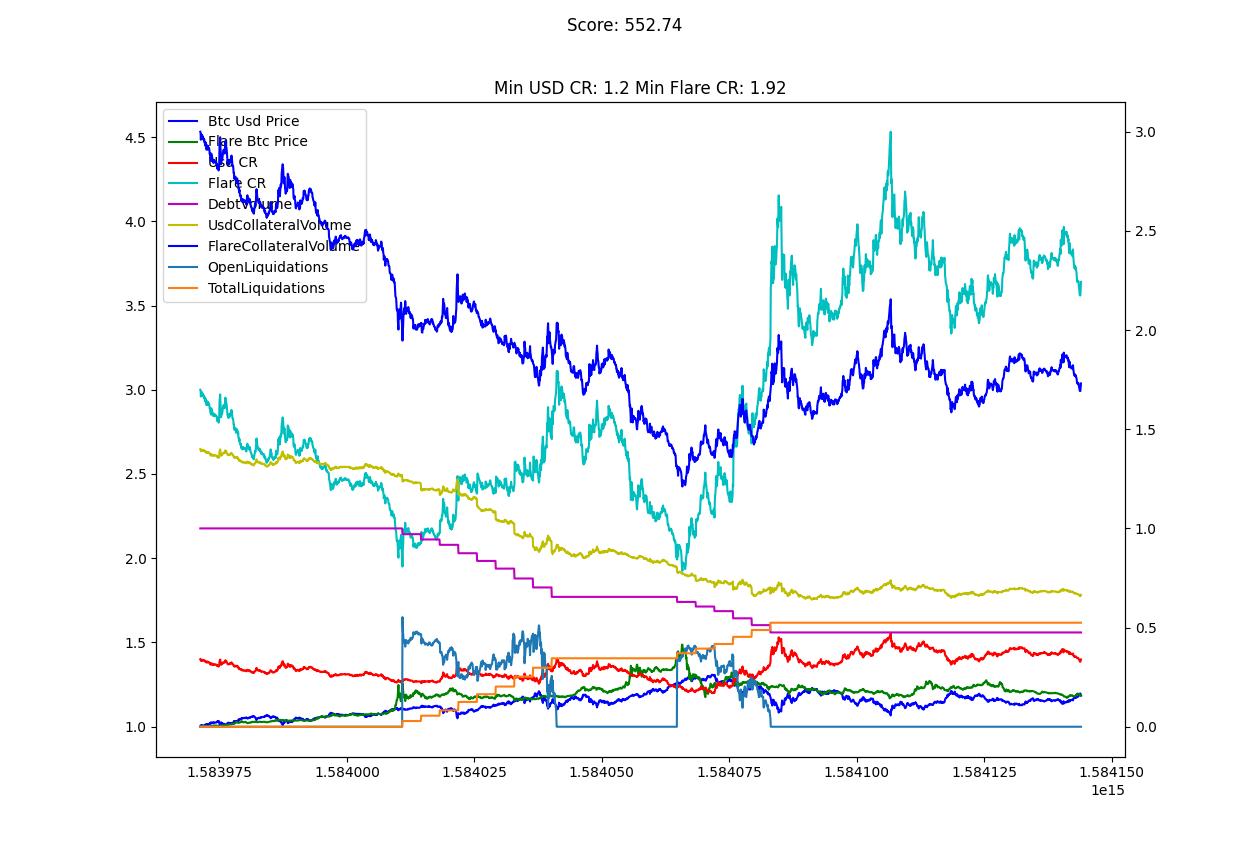 Score: 552.74
Min USD CR: 1.2 Min Flare CR: 1.92
Btc Usd Price
Flare Btc Price
Usd CR
Flare CR
DebtVolume
UsdCollateralVolume
FlareCollateralVolume
OpenLiquidations
TotalLiquidations
4.5
4.0
3.5
3.0
2.5
2.0
1.5
1.0
3.0
2.5
2.0
1.5
1.0
0.5
0.0
1.583975 1.584000 1.584025 1.584050 1.584075 1.584100 1.584125 1.584150
1e15